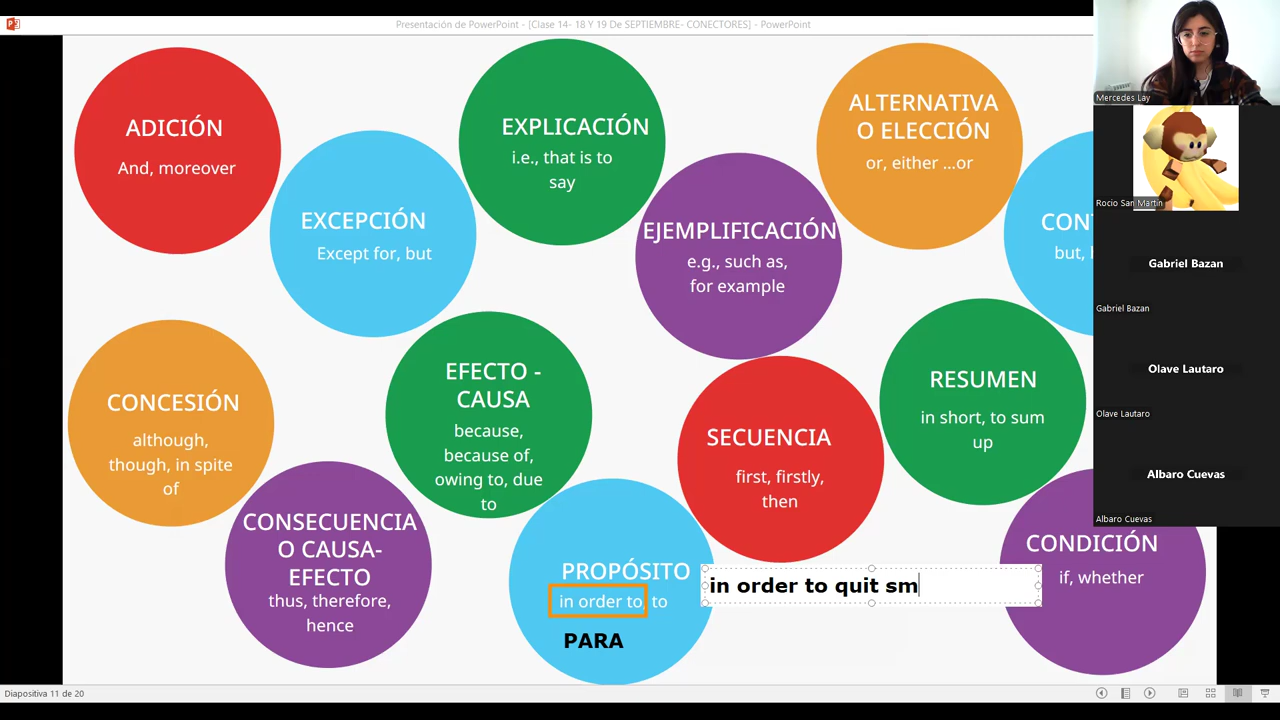 Presentación de PowerPoint - [Clase 14- 18 Y 19 De SEPTIEMBRE- CONECTORES] - PowerPoint
ADICIÓN
And, moreover
EXCEPCIÓN
Except for, but
EXPLICACIÓN
i.e., that is to
say
EJEMPLIFICACIÓN
e.g., such as,
for example
ALTERNATIVA
O ELECCIÓN
or, either ...or
CON
but,
CONCESIÓN
although,
though, in spite
of
CONSECUENCIA
O CAUSA-
EFECTO
thus, therefore,
hence
EFECTO -
CAUSA
because,
because of,
owing to, due
to
PROPÓSITO
in order to, to
PARA
in order to quit sm
SECUENCIA
first, firstly,
then
RESUMEN
in short, to sum
up
CONDICIÓN
if, whether
Mercedes Lay
Rocio San Martin
Gabriel Bazan
Gabriel Bazan
Olave Lautaro
Olave Lautaro
Albaro Cuevas
Albaro Cuevas
Diapositiva 11 de 20